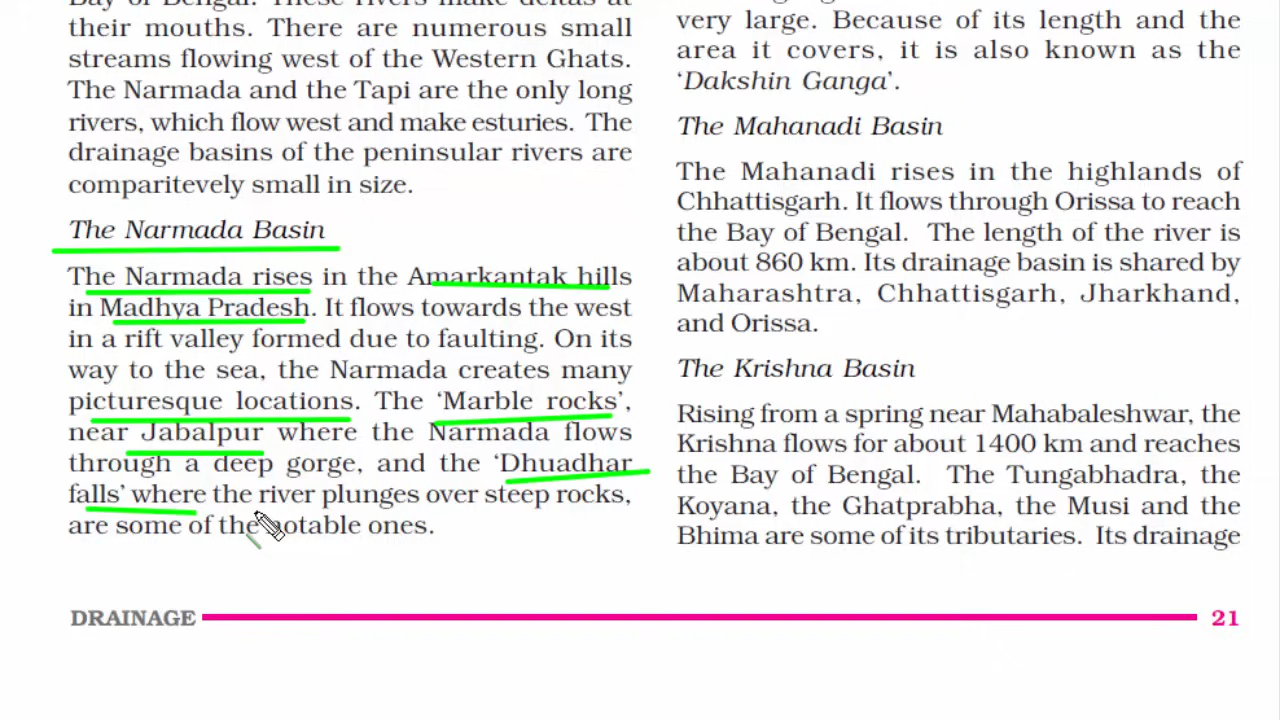 Bay of Bengal. These rivers make deltas at
their mouths. There are numerous small
streams flowing west of the Western Ghats.
The Narmada and the Tapi are the only long
rivers, which flow west and make esturies. The
drainage basins of the peninsular rivers are
comparitevely small in size.
The Narmada Basin
The Narmada rises in the Amarkantak hills
in Madhya Pradesh. It flows towards the west
in a rift valley formed due to faulting. On its
way to the sea, the Narmada creates many
picturesque locations. The ‘Marble rocks’,
near Jabalpur where the Narmada flows
through a deep gorge, and the ‘Dhuadhar
falls’ where the river plunges over steep rocks,
are some of the notable ones.
very large. Because of its length and the
area it covers, it is also known as the
‘Dakshin Ganga’.
The Mahanadi Basin
The Mahanadi rises in the highlands of
Chhattisgarh. It flows through Orissa to reach
the Bay of Bengal. The length of the river is
about 860 km. Its drainage basin is shared by
Maharashtra, Chhattisgarh, Jharkhand,
and Orissa.
The Krishna Basin
Rising from a spring near Mahabaleshwar, the
Krishna flows for about 1400 km and reaches
the Bay of Bengal. The Tungabhadra, the
Koyana, the Ghatprabha, the Musi and the
Bhima are some of its tributaries. Its drainage
DRAINAGE
21